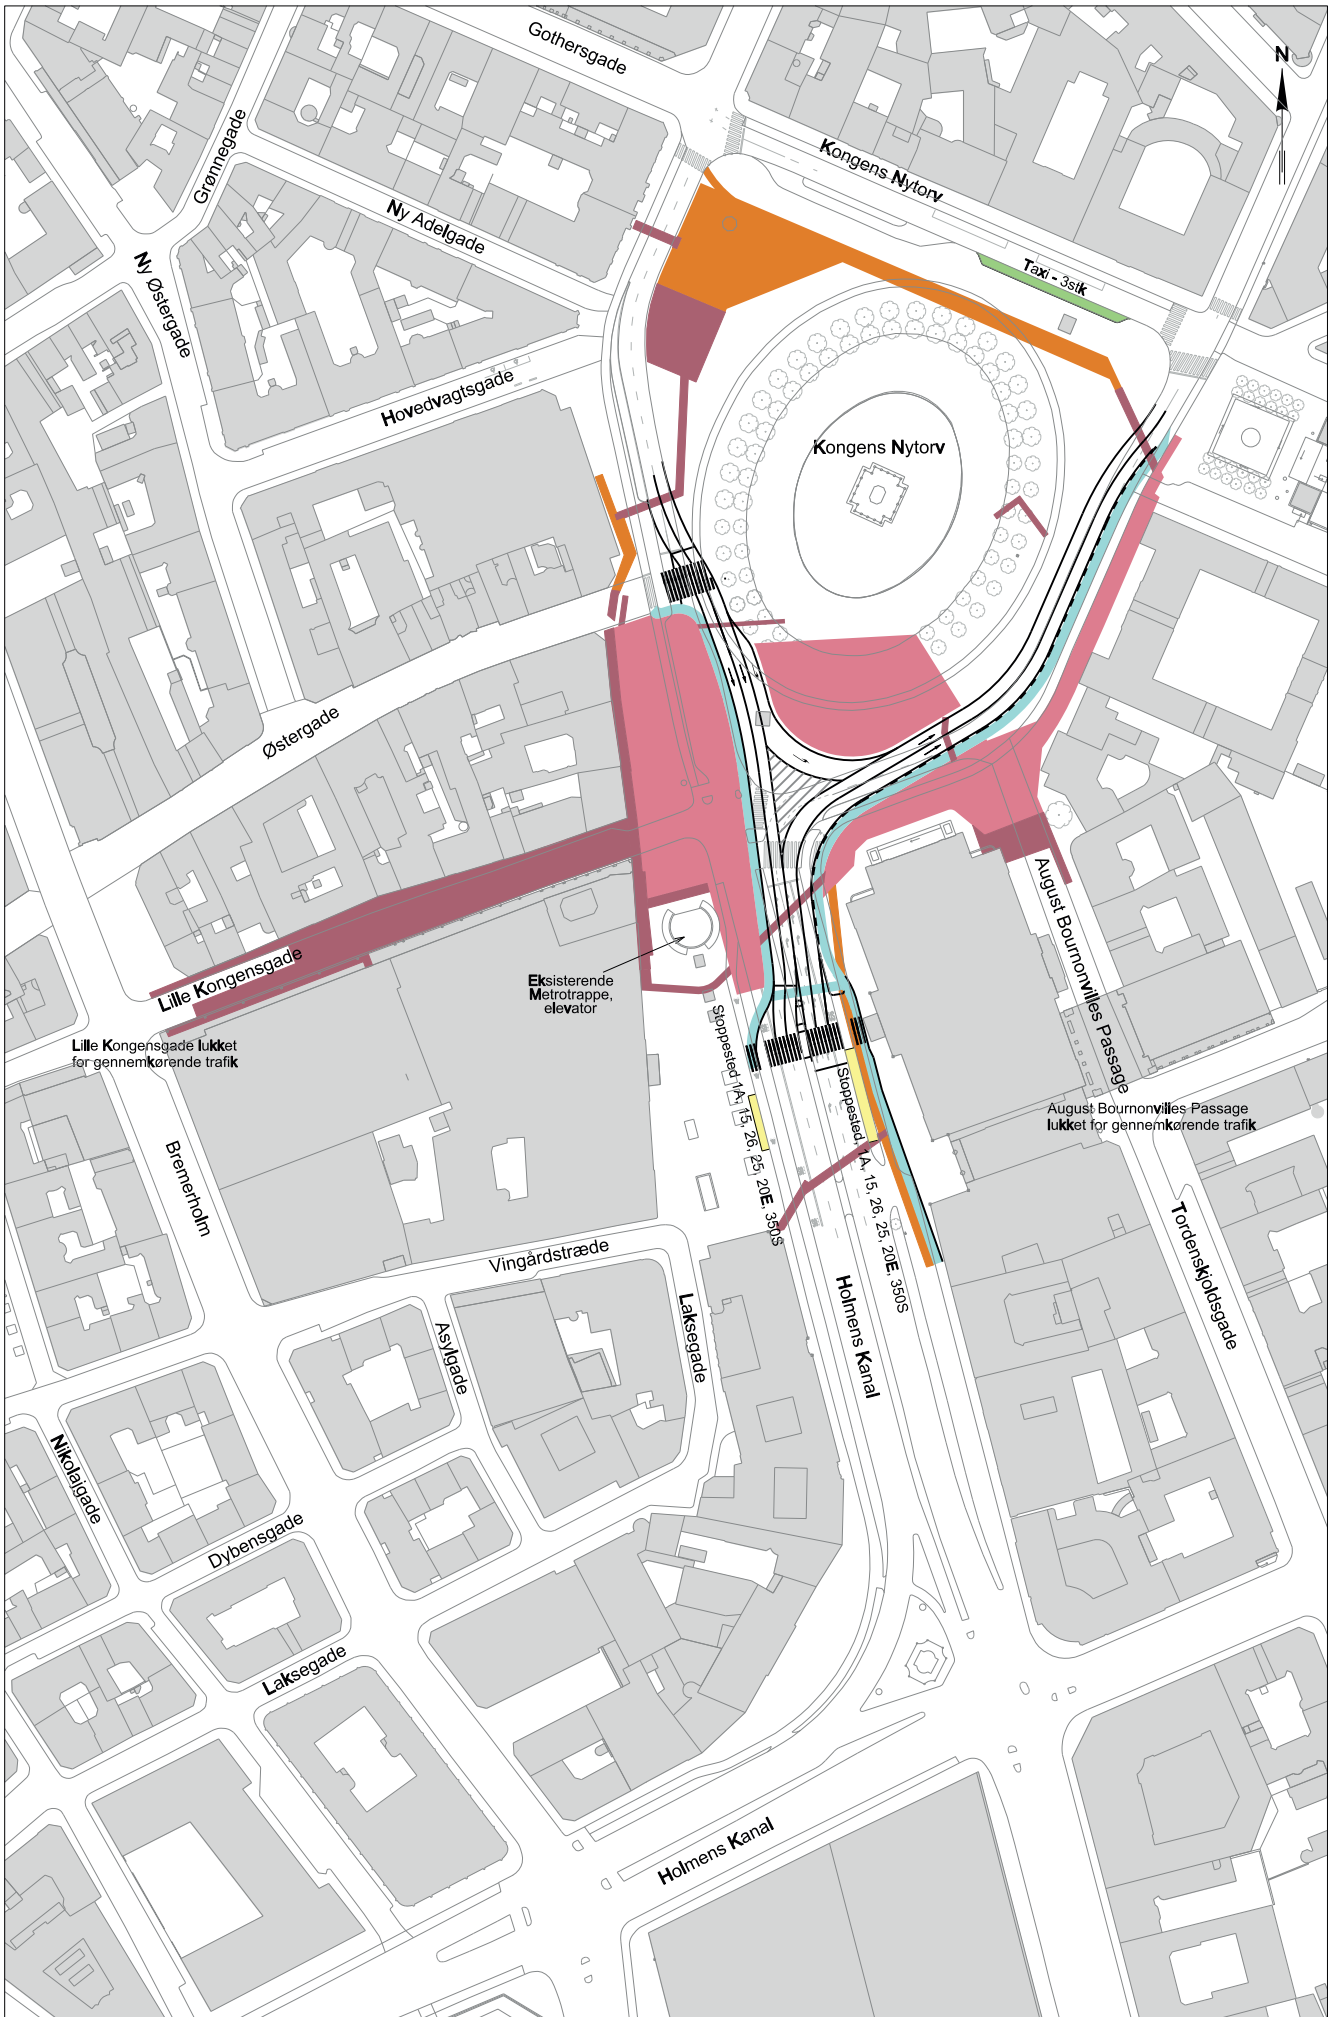 Gothersgade
N
Grønnegade
Kongens Nytorv
Ny Adelgade
Ny Østergade
Taxi - 3stk
Hovedvagtsgade
Kongens Nytorv
Østergade
August Bournonvilles Passage
Lille Kongensgade
Eksisterende
Metrotrappe,
elevator
Stoppested 1A, 15, 26, 25, 20E, 350S
Stoppested, 1A, 15, 26, 25, 20E, 350S
Lille Kongensgade lukket
for gennemkørende trafik
August Bournonvilles Passage
lukket for gennemkørende trafik
Bremerholm
Vingårdstræde
Tordenskjoldsgade
Holmens Kanal
Laksegade
Asylgade
Nikolajgade
Dybensgade
Laksegade
Holmens Kanal